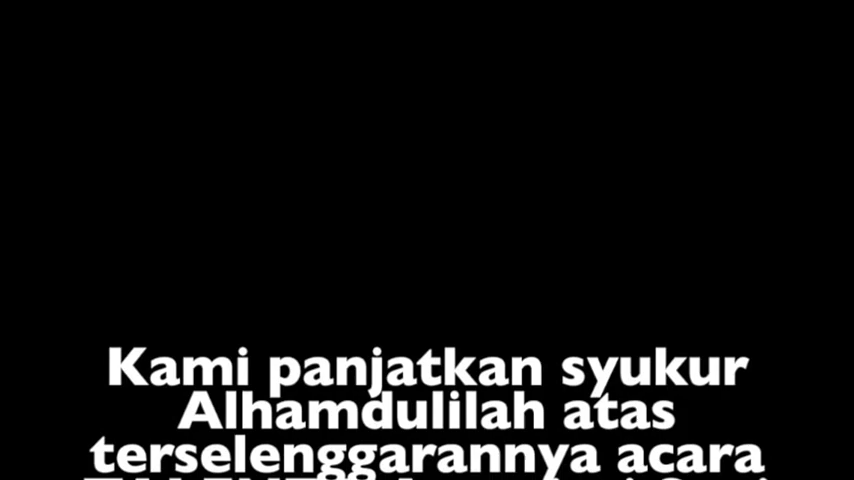 Kami panjatkan syukur
Alhamdulilah atas
terselenggarannya acara